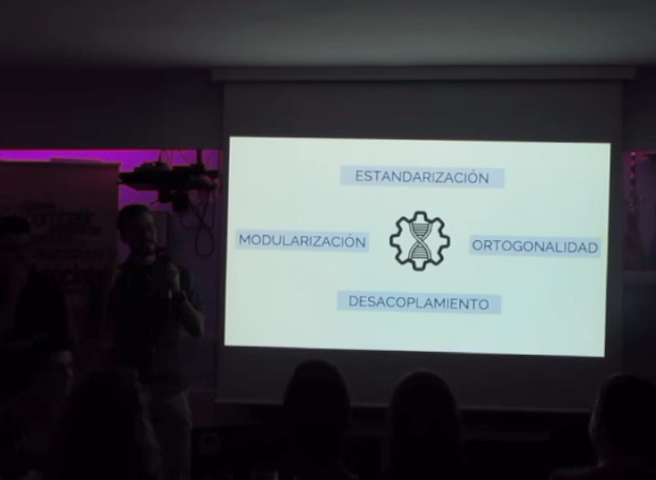 ESTANDARIZACIÓN
MODULARIZACIÓN
ORTOGONALIDAD
DESACOPLAMIENTO